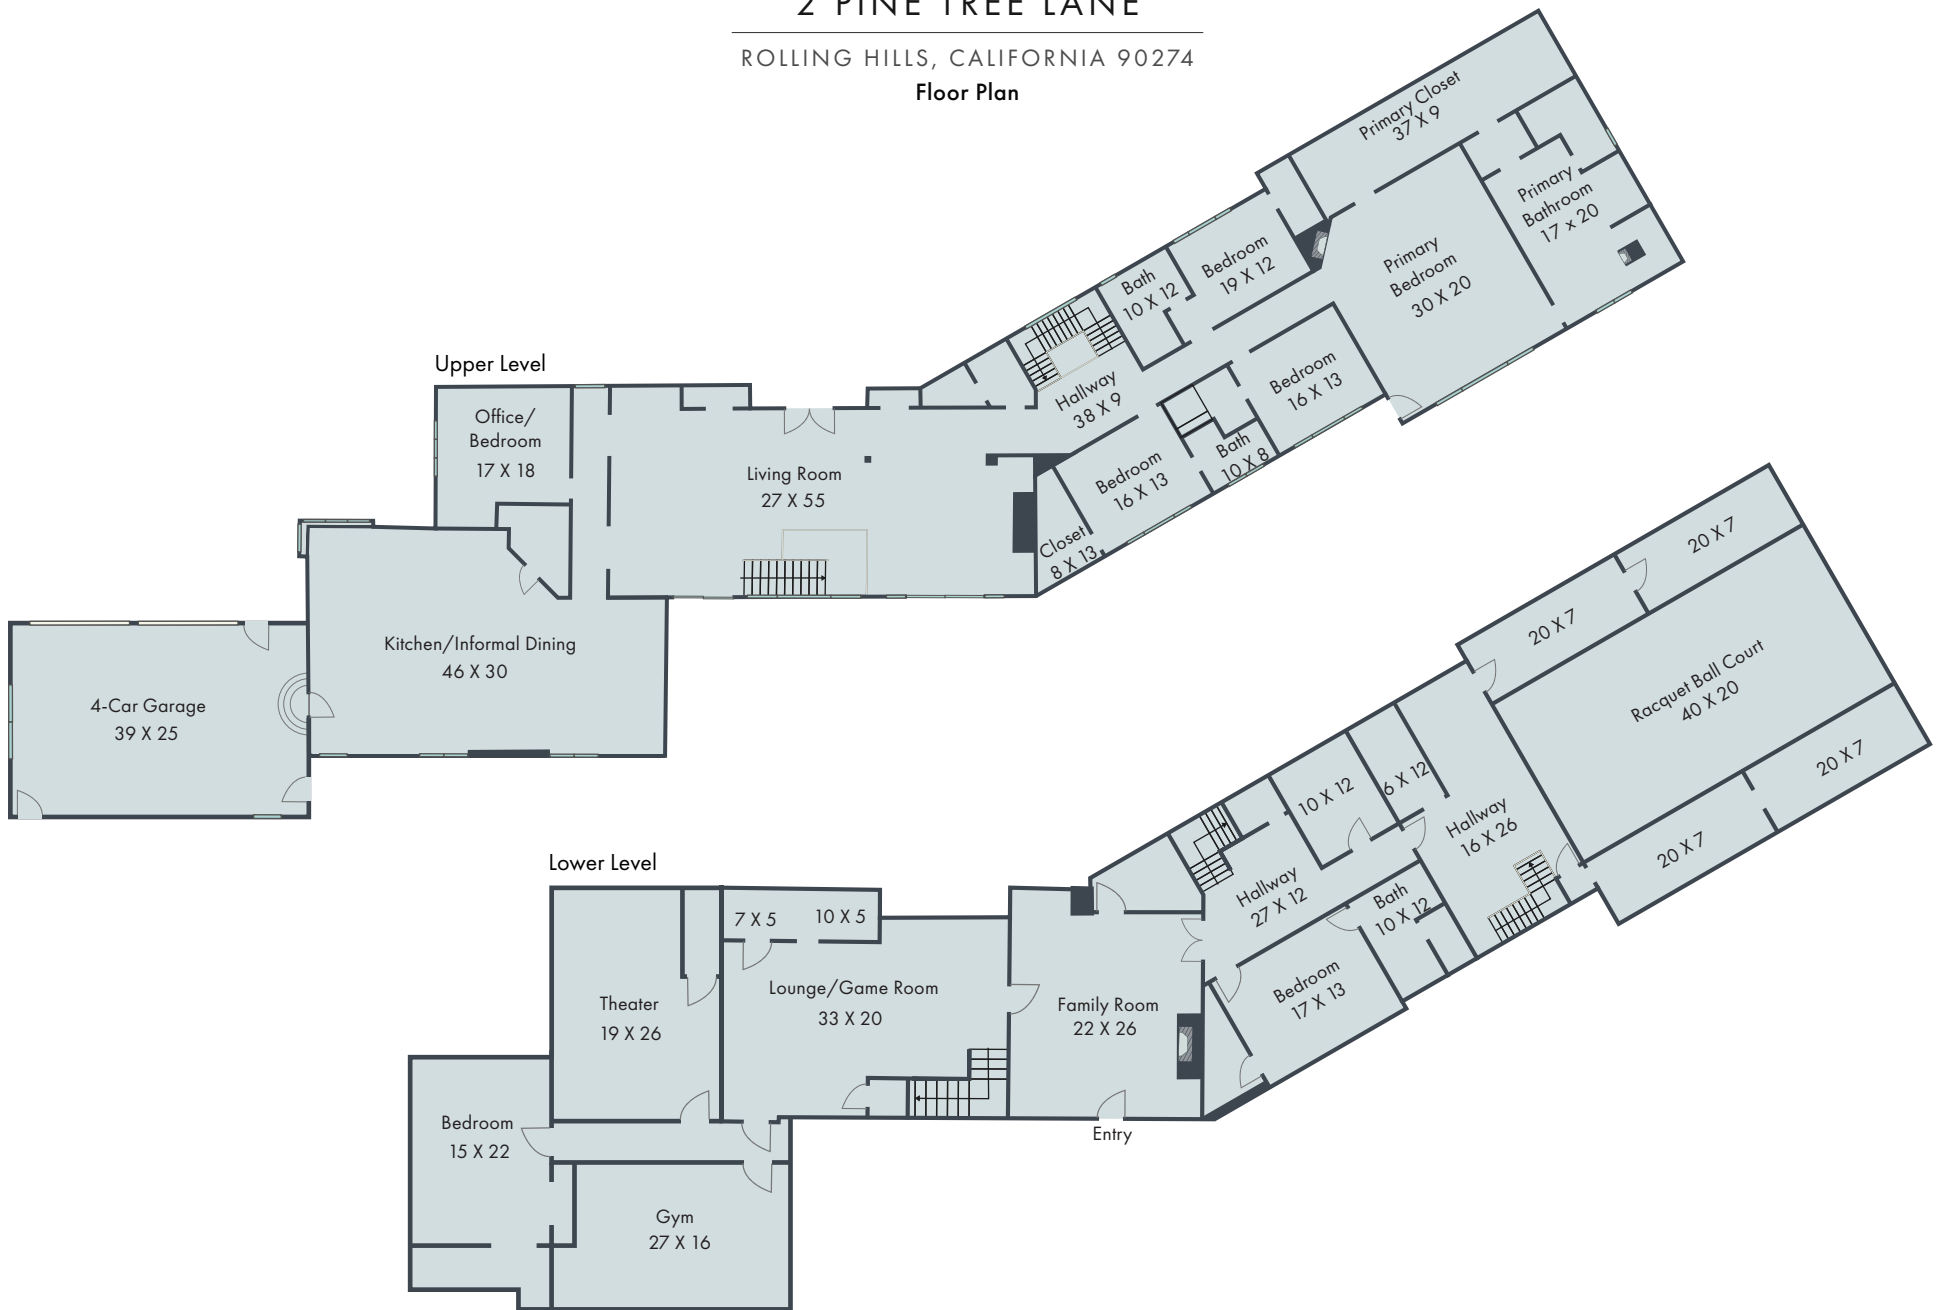 2 PINE TREE LANE
ROLLING HILLS, CALIFORNIA 90274
Floor Plan
Upper Level
Office/
Bedroom
17 X 18
Living Room
27 X 55
Kitchen/Informal Dining
46 X 30
4-Car Garage
39 X 25
Hallway
38 X 9
Bath
10 X 12
Bedroom
19 X 12
Primary Closet
37 X 9
Primary
Bedroom
30 X 20
Primary
Bathroom
17 x 20
Bedroom
16 X 13
Bath
10 X 8
Bedroom
16 X 13
Closet
8 X 13
Lower Level
Theater
19 X 26
7 X 5
10 X 5
Lounge/Game Room
33 X 20
Family Room
22 X 26
Entry
Bedroom
15 X 22
Gym
27 X 16
Hallway
27 X 12
10 X 12
6 X 12
Hallway
16 X 26
Bath
10 X 12
Bedroom
17 X 13
20 X 7
20 X 7
Racquet Ball Court
40 X 20
20 X 7
20 X 7